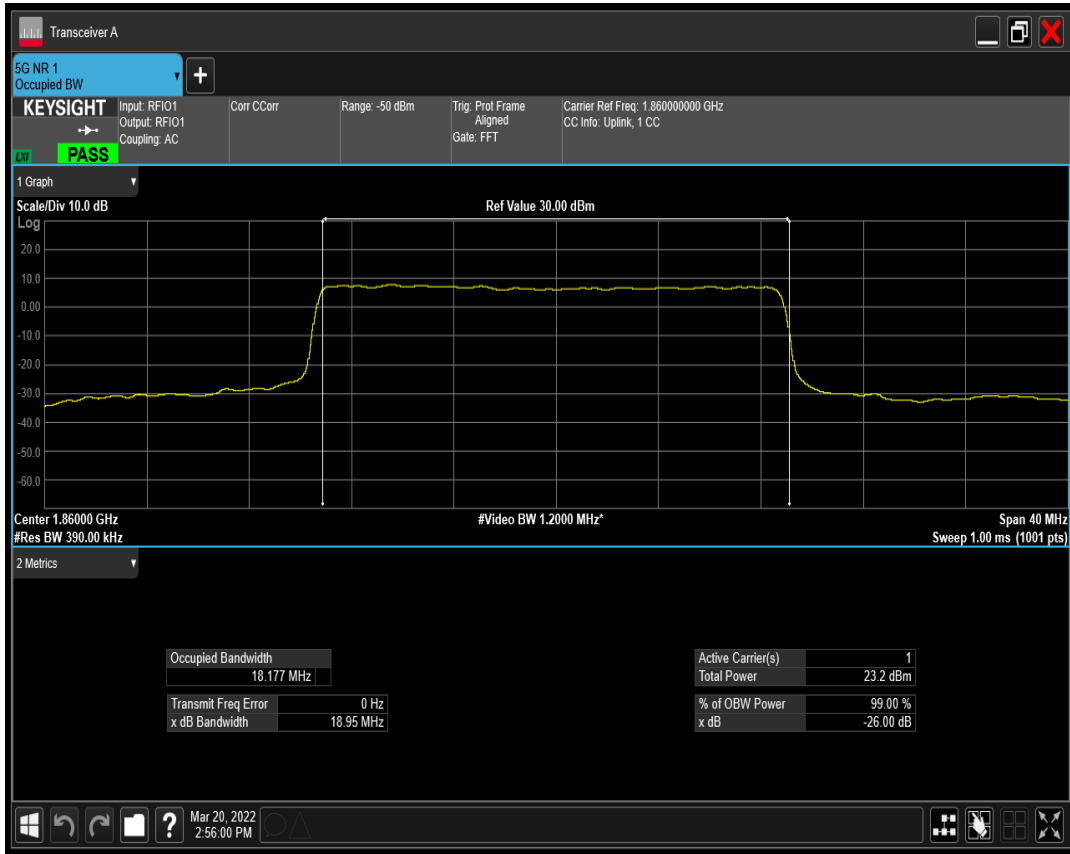 Transceiver A
5G NR 1
Occupied BW
KEYSIGHT
LXI
PASS
Input: RFIO1
Output: RFIO1
Coupling: AC
Corr CCorr
Range: -50 dBm
Trig: Prot Frame
Aligned
Gate: FFT
Carrier Ref Freq: 1.860000000 GHz
CC Info: Uplink, 1 CC
1 Graph
Scale/Div 10.0 dB
Ref Value 30.00 dBm
Log
20.0
10.0
0.00
-10.0
-20.0
-30.0
-40.0
-50.0
-60.0
Center 1.86000 GHz
#Video BW 1.2000 MHz*
Span 40 MHz
#Res BW 390.00 kHz
Sweep 1.00 ms (1001 pts)
2 Metrics
Occupied Bandwidth
18.177 MHz
Transmit Freq Error 0 Hz
x dB Bandwidth 18.95 MHz
Active Carrier(s) 1
Total Power 23.2 dBm
% of OBW Power 99.00 %
x dB -26.00 dB
?
Mar 20, 2022
2:56:00 PM